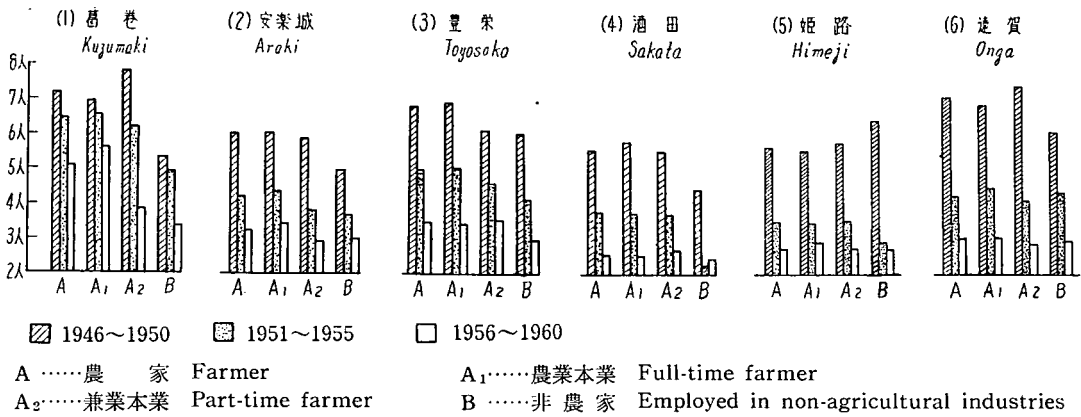 (1) 葛巻 (2) 安楽城 (3) 豊栄 (4) 酒田 (5) 姫路 (6) 遠賀
Kuzumaki Araki Toyosaka Sakata Himeji Onga
8人
7人
6人
5人
4人
3人
2人
A A1 A2 B A A1 A2 B A A1 A2 B A A1 A2 B A A1 A2 B A A1 A2 B
1946～1950 1951～1955 1956～1960
A ……農家 Farmer A1……農業本業 Full-time farmer
A2……兼業本業 Part-time farmer B ……非農家 Employed in non-agricultural industries